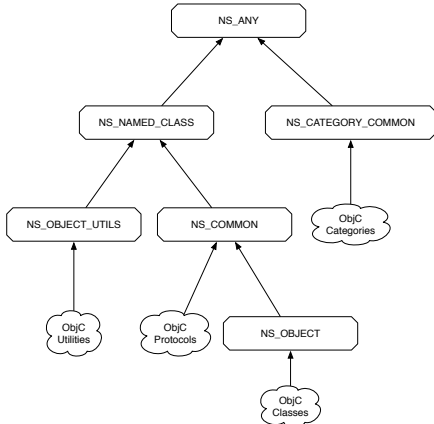 NS_ANY
NS_NAMED_CLASS
NS_CATEGORY_COMMON
NS_OBJECT_UTILS
NS_COMMON
ObjC
Categories
ObjC
Utilities
ObjC
Protocols
NS_OBJECT
ObjC
Classes